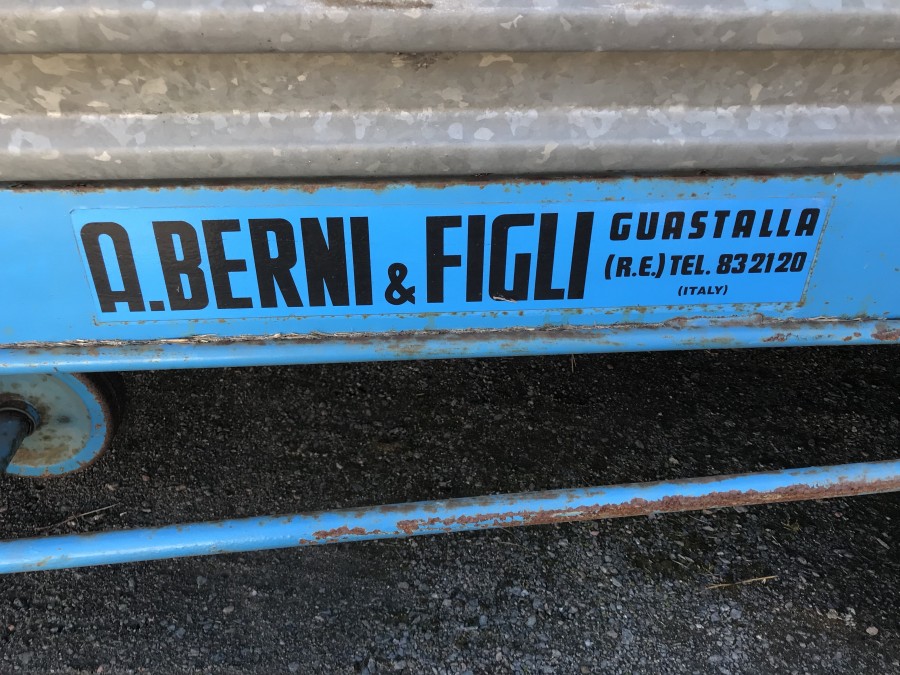 A.BERNI & FIGLI
GUASTALLA
(R.E.) TEL. 832120
(ITALY)